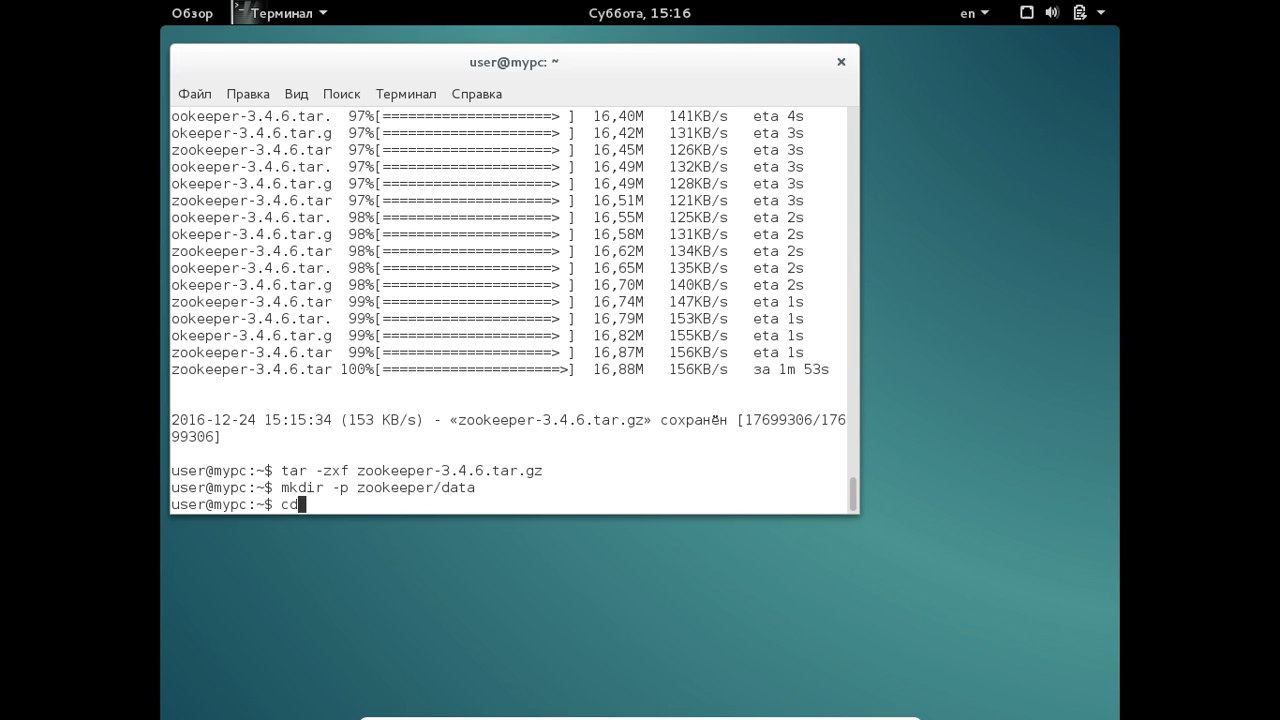 Обзор Терминал Суббота, 15:16 en
user@mypc: ~ ×
Файл Правка Вид Поиск Терминал Справка
ookeeper-3.4.6.tar. 97%[====================> ] 16,40M 141KB/s eta 4s
okeeper-3.4.6.tar.g 97%[====================> ] 16,42M 131KB/s eta 3s
zookeeper-3.4.6.tar 97%[====================> ] 16,45M 126KB/s eta 3s
ookeeper-3.4.6.tar. 97%[====================> ] 16,49M 132KB/s eta 3s
okeeper-3.4.6.tar.g 97%[====================> ] 16,49M 128KB/s eta 3s
zookeeper-3.4.6.tar 97%[====================> ] 16,51M 121KB/s eta 3s
ookeeper-3.4.6.tar. 98%[====================> ] 16,55M 125KB/s eta 2s
okeeper-3.4.6.tar.g 98%[====================> ] 16,58M 131KB/s eta 2s
zookeeper-3.4.6.tar 98%[====================> ] 16,62M 134KB/s eta 2s
ookeeper-3.4.6.tar. 98%[====================> ] 16,65M 135KB/s eta 2s
okeeper-3.4.6.tar.g 98%[====================> ] 16,70M 140KB/s eta 2s
zookeeper-3.4.6.tar 99%[====================> ] 16,74M 147KB/s eta 1s
ookeeper-3.4.6.tar. 99%[====================> ] 16,79M 153KB/s eta 1s
okeeper-3.4.6.tar.g 99%[====================> ] 16,82M 155KB/s eta 1s
zookeeper-3.4.6.tar 99%[====================> ] 16,87M 156KB/s eta 1s
zookeeper-3.4.6.tar 100%[=====================>] 16,88M 156KB/s за 1m 53s
2016-12-24 15:15:34 (153 KB/s) - «zookeeper-3.4.6.tar.gz» сохранён [17699306/176
99306]
user@mypc:~$ tar -zxf zookeeper-3.4.6.tar.gz
user@mypc:~$ mkdir -p zookeeper/data
user@mypc:~$ cd